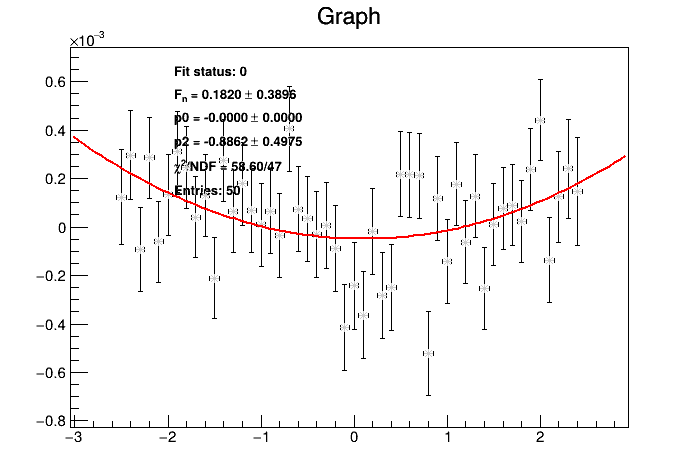 Graph
×10⁻³
Fit status: 0
Fn = 0.1820 ± 0.3896
p0 = -0.0000 ± 0.0000
p2 = -0.8862 ± 0.4975
χ²/NDF = 58.60/47
Entries: 50
0.6
0.4
0.2
0
−0.2
−0.4
−0.6
−0.8
−3 −2 −1 0 1 2